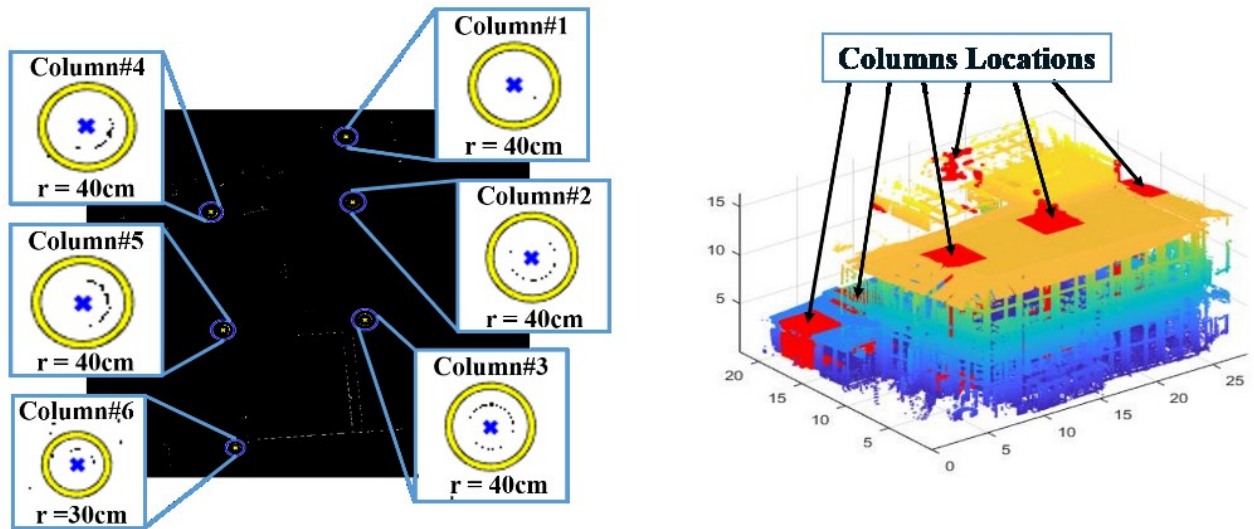 Column#1
r = 40cm
Column#4
r = 40cm
Column#2
r = 40cm
Column#5
r = 40cm
Column#3
r = 40cm
Column#6
r =30cm
Columns Locations
15
10
5
20
15
10
5
0
5
10
15
20
25